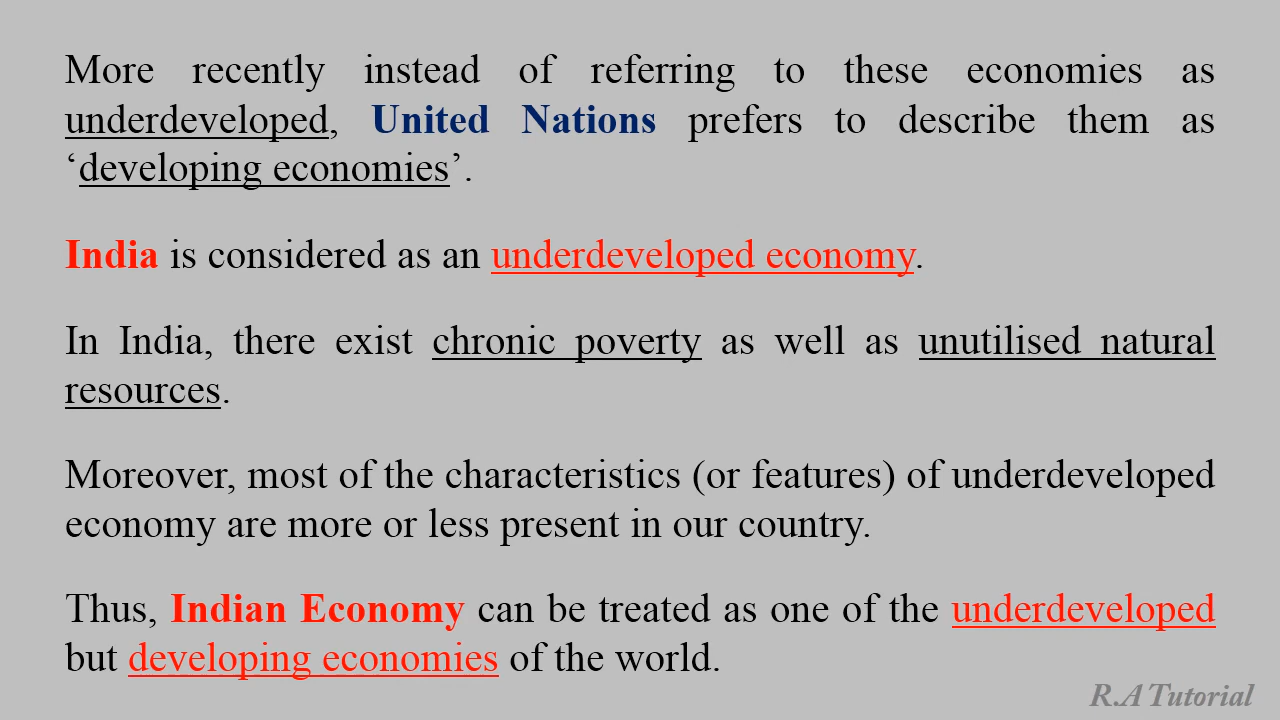 More recently instead of referring to these economies as
underdeveloped, United Nations prefers to describe them as
‘developing economies’.
India is considered as an underdeveloped economy.
In India, there exist chronic poverty as well as unutilised natural
resources.
Moreover, most of the characteristics (or features) of underdeveloped
economy are more or less present in our country.
Thus, Indian Economy can be treated as one of the underdeveloped
but developing economies of the world.
R.A Tutorial